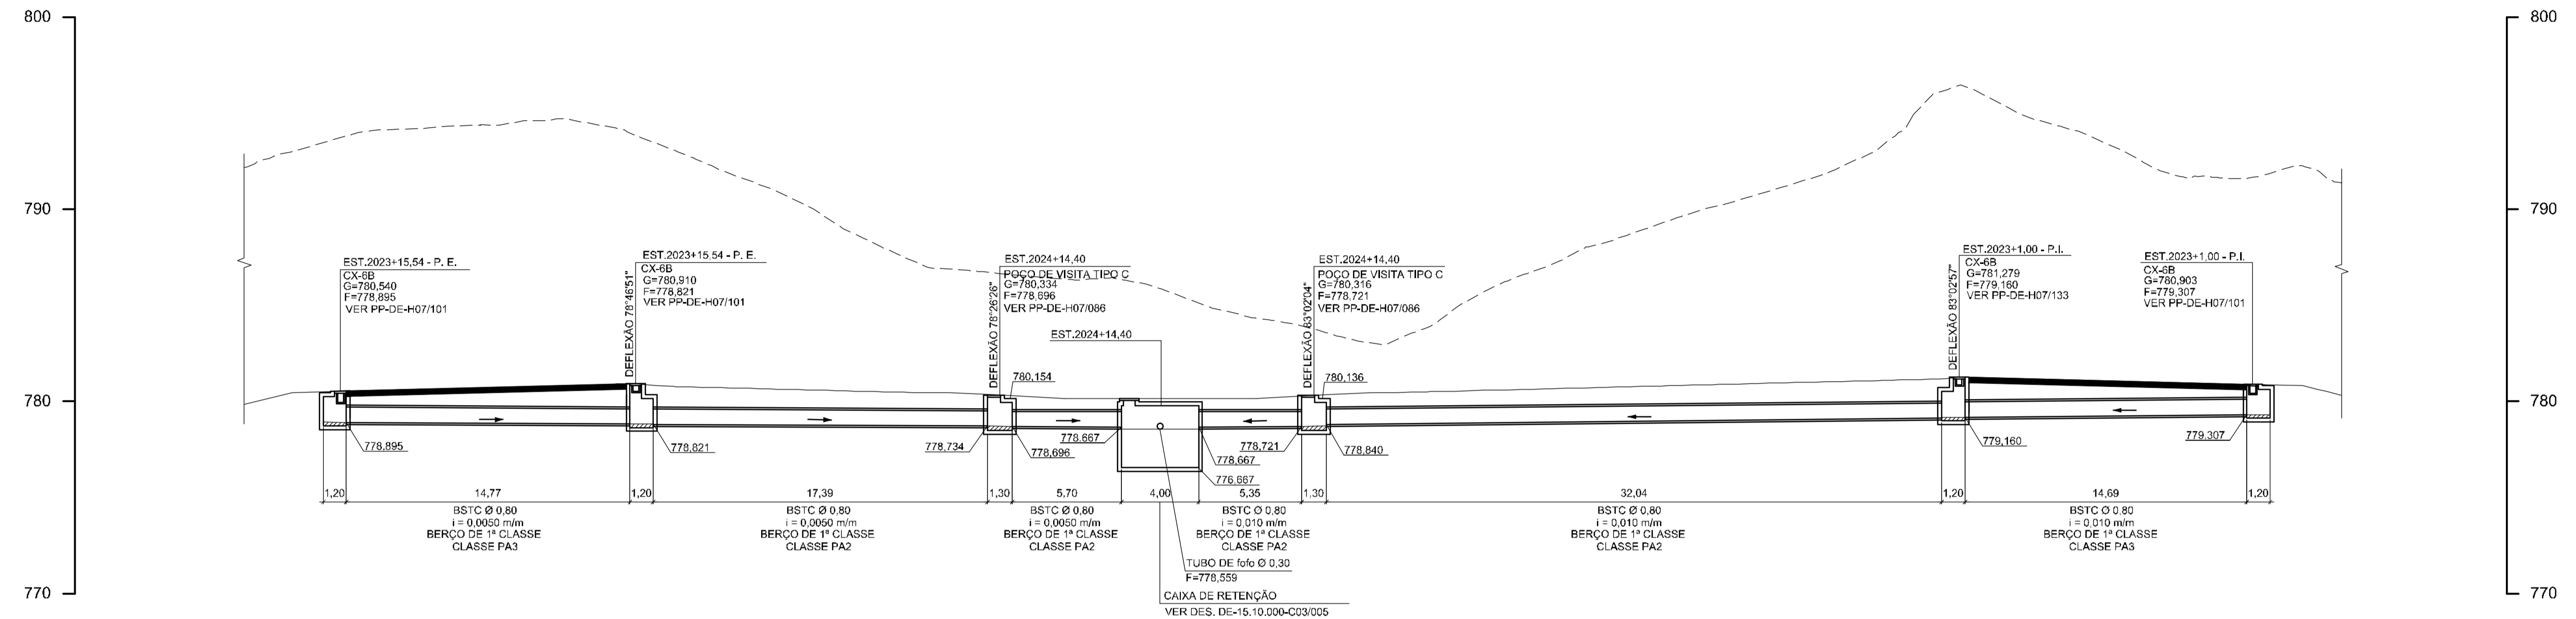 800
790
780
770
EST.2023+15,54 - P. E.
CX-6B
G=780,540
F=778,895
VER PP-DE-H07/101
DEFLEXÃO 78°46'51"
EST.2023+15,54 - P. E.
CX-6B
G=780,910
F=778,821
VER PP-DE-H07/101
DEFLEXÃO 78°26'26"
EST.2024+14,40
POÇO DE VISITA TIPO C
G=780,334
F=778,696
VER PP-DE-H07/086
EST.2024+14,40
DEFLEXÃO 83°02'04"
EST.2024+14,40
POÇO DE VISITA TIPO C
G=780,316
F=778,721
VER PP-DE-H07/086
DEFLEXÃO 83°02'57"
EST.2023+1,00 - P.I.
CX-6B
G=781,279
F=779,160
VER PP-DE-H07/133
EST.2023+1,00 - P.I.
CX-6B
G=780,903
F=779,307
VER PP-DE-H07/101
800
790
780
770
780,154
780,136
778,895
778,821
778,734
778,696
778.667
778,667
776,667
778,721
778,840
779,160
779.307
1,20
14,77
1,20
17,39
1,30
5,70
4,00
5,35
1,30
32,04
1,20
14,69
1,20
BSTC Ø 0,80
i = 0,0050 m/m
BERÇO DE 1ª CLASSE
CLASSE PA3
BSTC Ø 0,80
i = 0,0050 m/m
BERÇO DE 1ª CLASSE
CLASSE PA2
BSTC Ø 0,80
i = 0,0050 m/m
BERÇO DE 1ª CLASSE
CLASSE PA2
BSTC Ø 0,80
i = 0,010 m/m
BERÇO DE 1ª CLASSE
CLASSE PA2
BSTC Ø 0,80
i = 0,010 m/m
BERÇO DE 1ª CLASSE
CLASSE PA2
BSTC Ø 0,80
i = 0,010 m/m
BERÇO DE 1ª CLASSE
CLASSE PA3
TUBO DE fofo Ø 0,30
F=778,559
CAIXA DE RETENÇÃO
VER DES. DE-15.10.000-C03/005